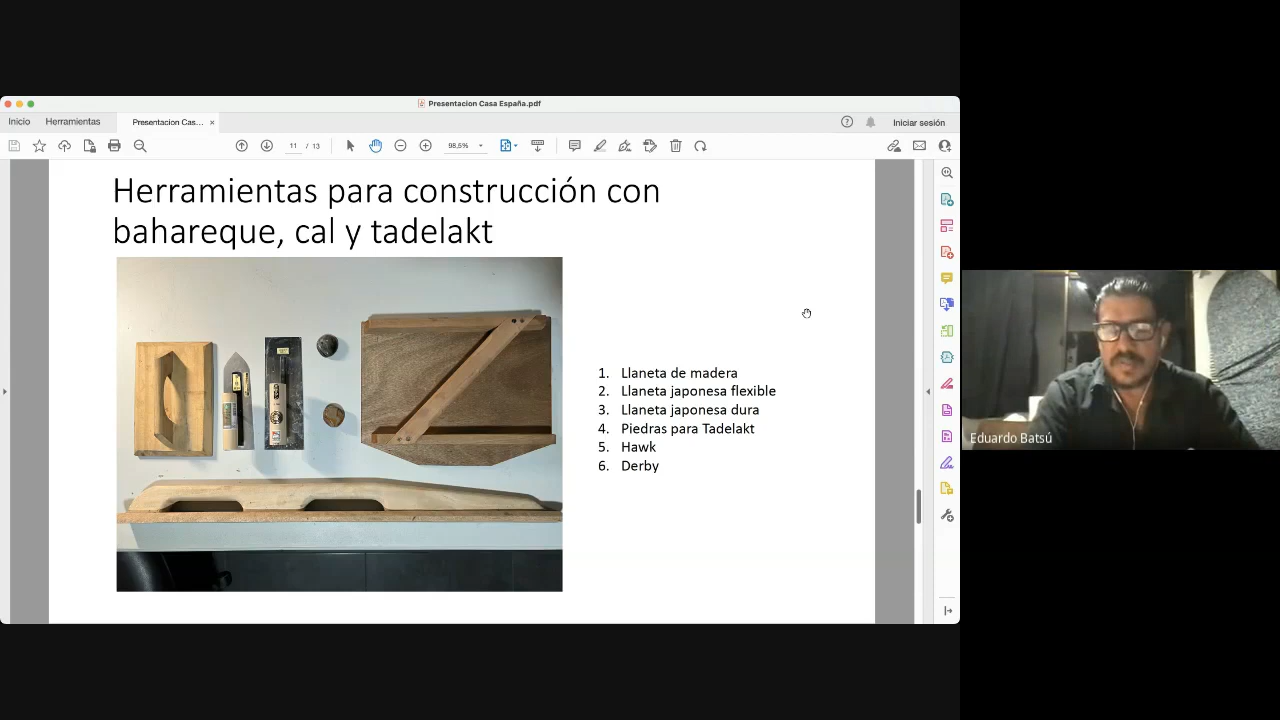 Presentacion Casa España.pdf
Inicio
Herramientas
Presentacion Cas...
Iniciar sesión
11 / 13
98,5%
Herramientas para construcción con
bahareque, cal y tadelakt
1. Llaneta de madera
2. Llaneta japonesa flexible
3. Llaneta japonesa dura
4. Piedras para Tadelakt
5. Hawk
6. Derby
Eduardo Batsú